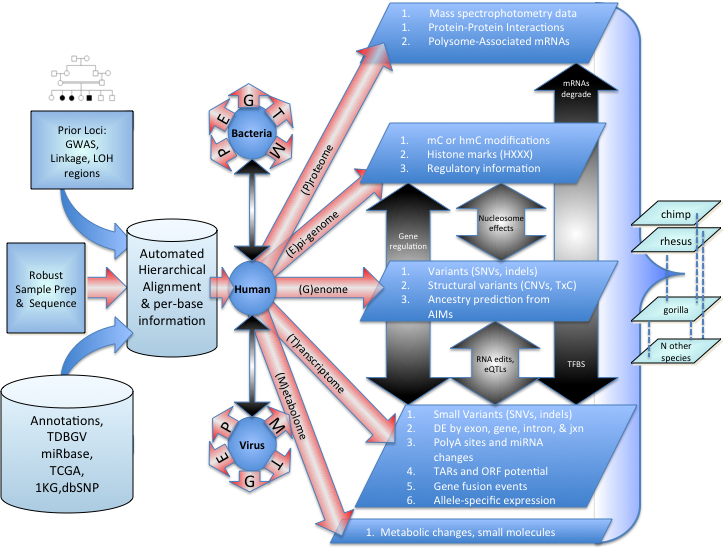 Prior Loci:
GWAS,
Linkage, LOH
regions
Robust
Sample Prep
& Sequence
Annotations,
TDBGV
miRbase,
TCGA,
1KG,dbSNP
Automated
Hierarchical
Alignment
& per-base
information
P E G T M
Bacteria
Human
Virus
E P M T G
(P)roteome
(E)pi-genome
(G)enome
(T)ranscriptome
(M)etabolome
1. Mass spectrophotometry data
1. Protein-Protein Interactions
2. Polysome-Associated mRNAs
mRNAs
degrade
1. mC or hmC modifications
2. Histone marks (HXXX)
3. Regulatory information
Gene
regulation
Nucleosome
effects
1. Variants (SNVs, indels)
2. Structural variants (CNVs, TxC)
3. Ancestry prediction from
AIMs
RNA edits,
eQTLs
TFBS
1. Small Variants (SNVs, indels)
2. DE by exon, gene, intron, & jxn
3. PolyA sites and miRNA
changes
4. TARs and ORF potential
5. Gene fusion events
6. Allele-specific expression
1. Metabolic changes, small molecules
chimp
rhesus
gorilla
N other
species